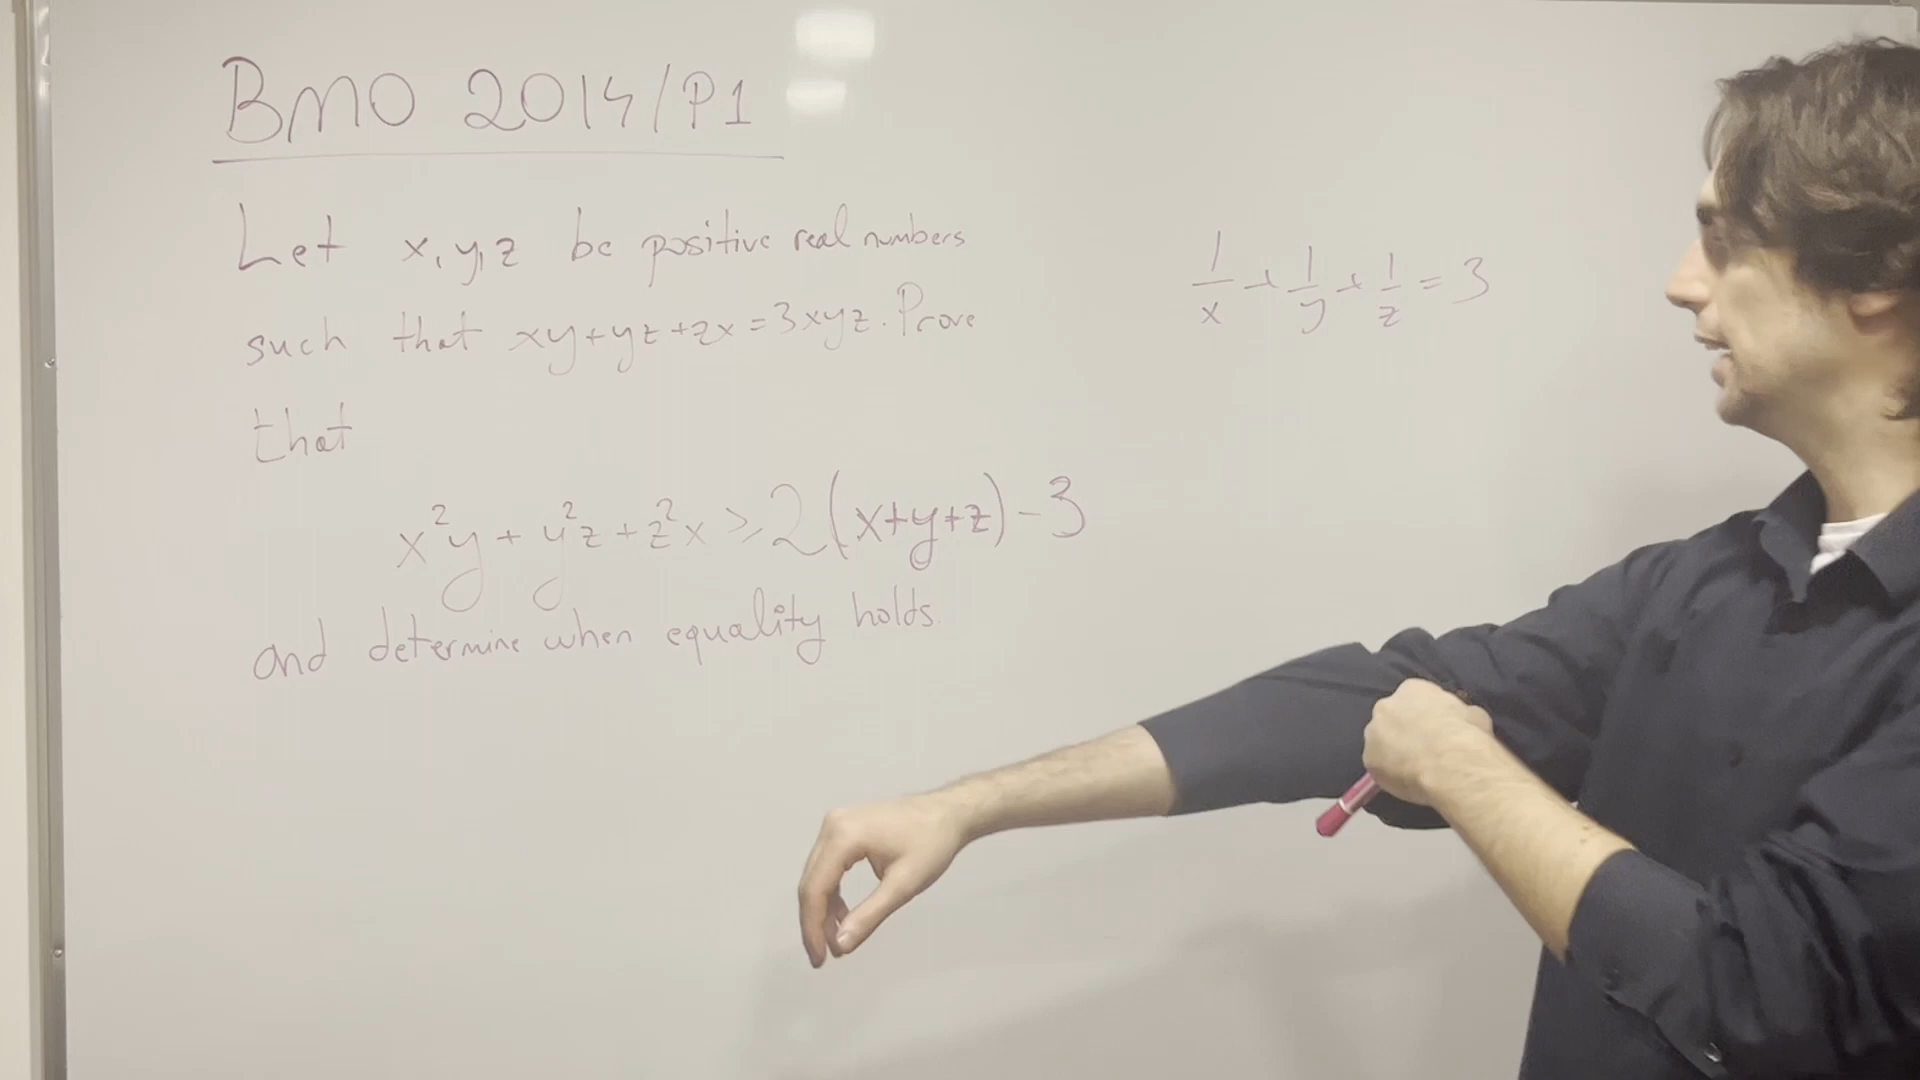 BMO 2014/P1
Let x,y,z be positive real numbers
such that xy+yz+zx=3xyz. Prove
that
x²y + y²z + z²x ≥ 2(x+y+z) - 3
and determine when equality holds.
1/x + 1/y + 1/z = 3